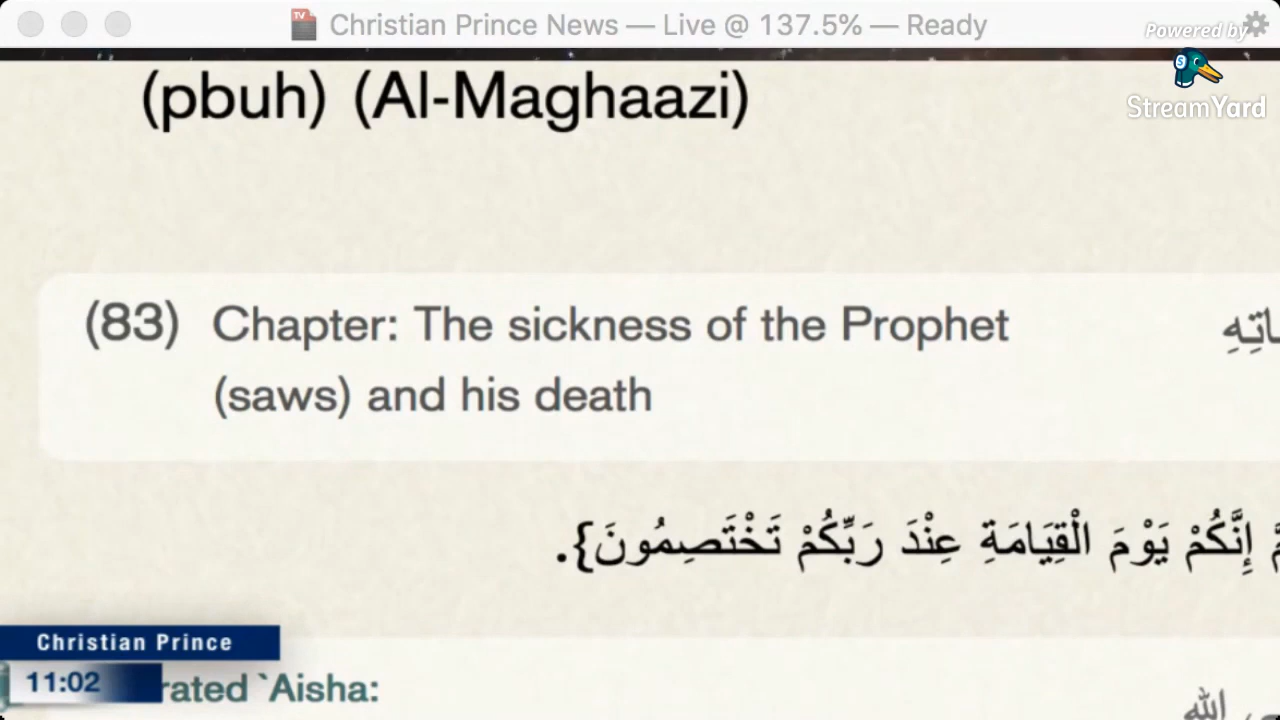 Christian Prince News — Live @ 137.5% — Ready
Powered by
StreamYard
(pbuh) (Al-Maghaazi)
(83) Chapter: The sickness of the Prophet
(saws) and his death
إِنَّكُمْ يَوْمَ الْقِيَامَةِ عِنْدَ رَبِّكُمْ تَخْتَصِمُونَ}.
Christian Prince
11:02
rated `Aisha:
الله